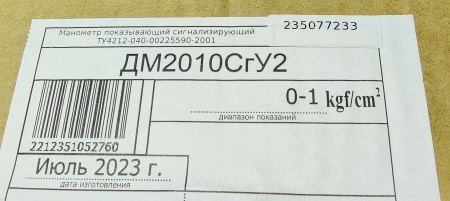 235077233
Манометр показывающий сигнализирующий
ТУ4212-040-00225590-2001
ДМ2010СгУ2
0-1 kgf/cm²
диапазон показаний
2212351052760
Июль 2023 г.
дата изготовления